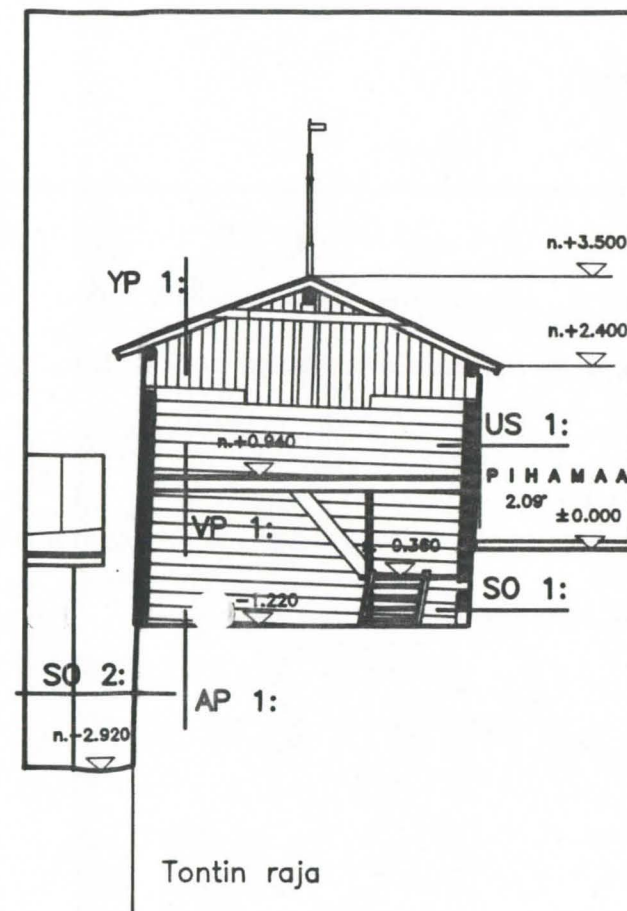 n.+3.500
YP 1:
n.+2.400
US 1:
n.+0.940
PIHAMAA
2.09°
±0.000
VP 1:
0.360
-1.220
SO 1:
SO 2:
AP 1:
n.-2.920
Tontin raja